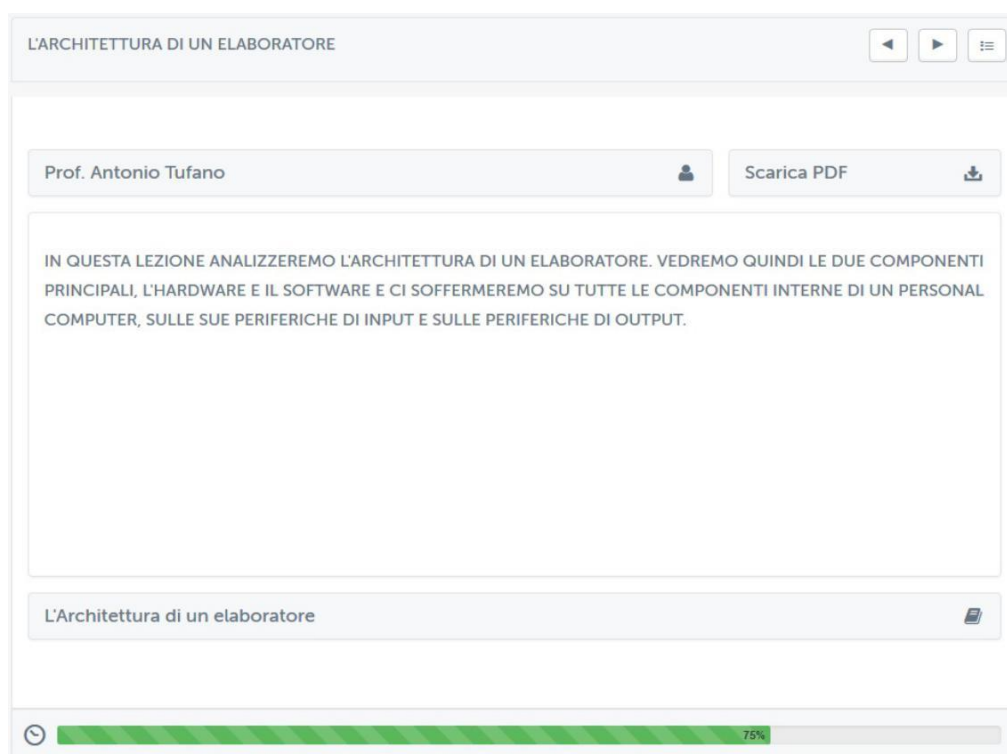 L'ARCHITETTURA DI UN ELABORATORE
Prof. Antonio Tufano
Scarica PDF
IN QUESTA LEZIONE ANALIZZEREMO L'ARCHITETTURA DI UN ELABORATORE. VEDREMO QUINDI LE DUE COMPONENTI
PRINCIPALI, L'HARDWARE E IL SOFTWARE E CI SOFFERMEREMO SU TUTTE LE COMPONENTI INTERNE DI UN PERSONAL
COMPUTER, SULLE SUE PERIFERICHE DI INPUT E SULLE PERIFERICHE DI OUTPUT.
L'Architettura di un elaboratore
75%